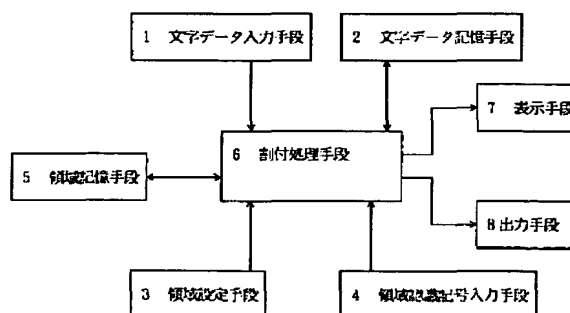 1 文字データ入力手段
2 文字データ記憶手段
7 表示手段
6 割付処理手段
5 領域記憶手段
8出力手段
3 領域設定手段
4 領域認識記号入力手段